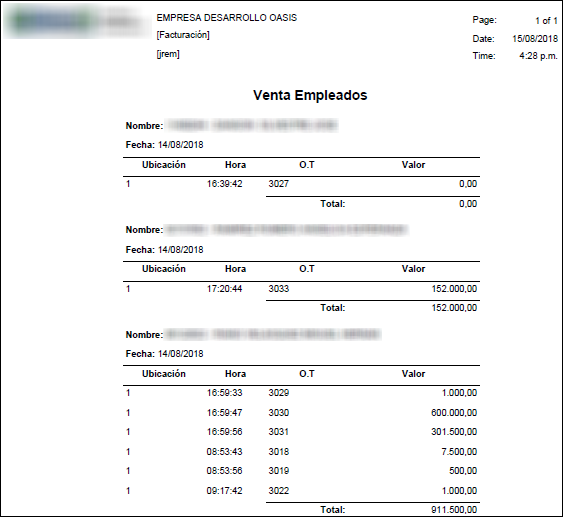 EMPRESA DESARROLLO OASIS
[Facturación]
[jrem]
Page: 1 of 1
Date: 15/08/2018
Time: 4:28 p.m.
Venta Empleados
Nombre:
Fecha: 14/08/2018
Ubicación Hora O.T Valor
1 16:39:42 3027 0,00
Total: 0,00
Nombre:
Fecha: 14/08/2018
Ubicación Hora O.T Valor
1 17:20:44 3033 152.000,00
Total: 152.000,00
Nombre:
Fecha: 14/08/2018
Ubicación Hora O.T Valor
1 16:59:33 3029 1.000,00
1 16:59:47 3030 600.000,00
1 16:59:56 3031 301.500,00
1 08:53:43 3018 7.500,00
1 08:53:56 3019 500,00
1 09:17:42 3022 1.000,00
Total: 911.500,00